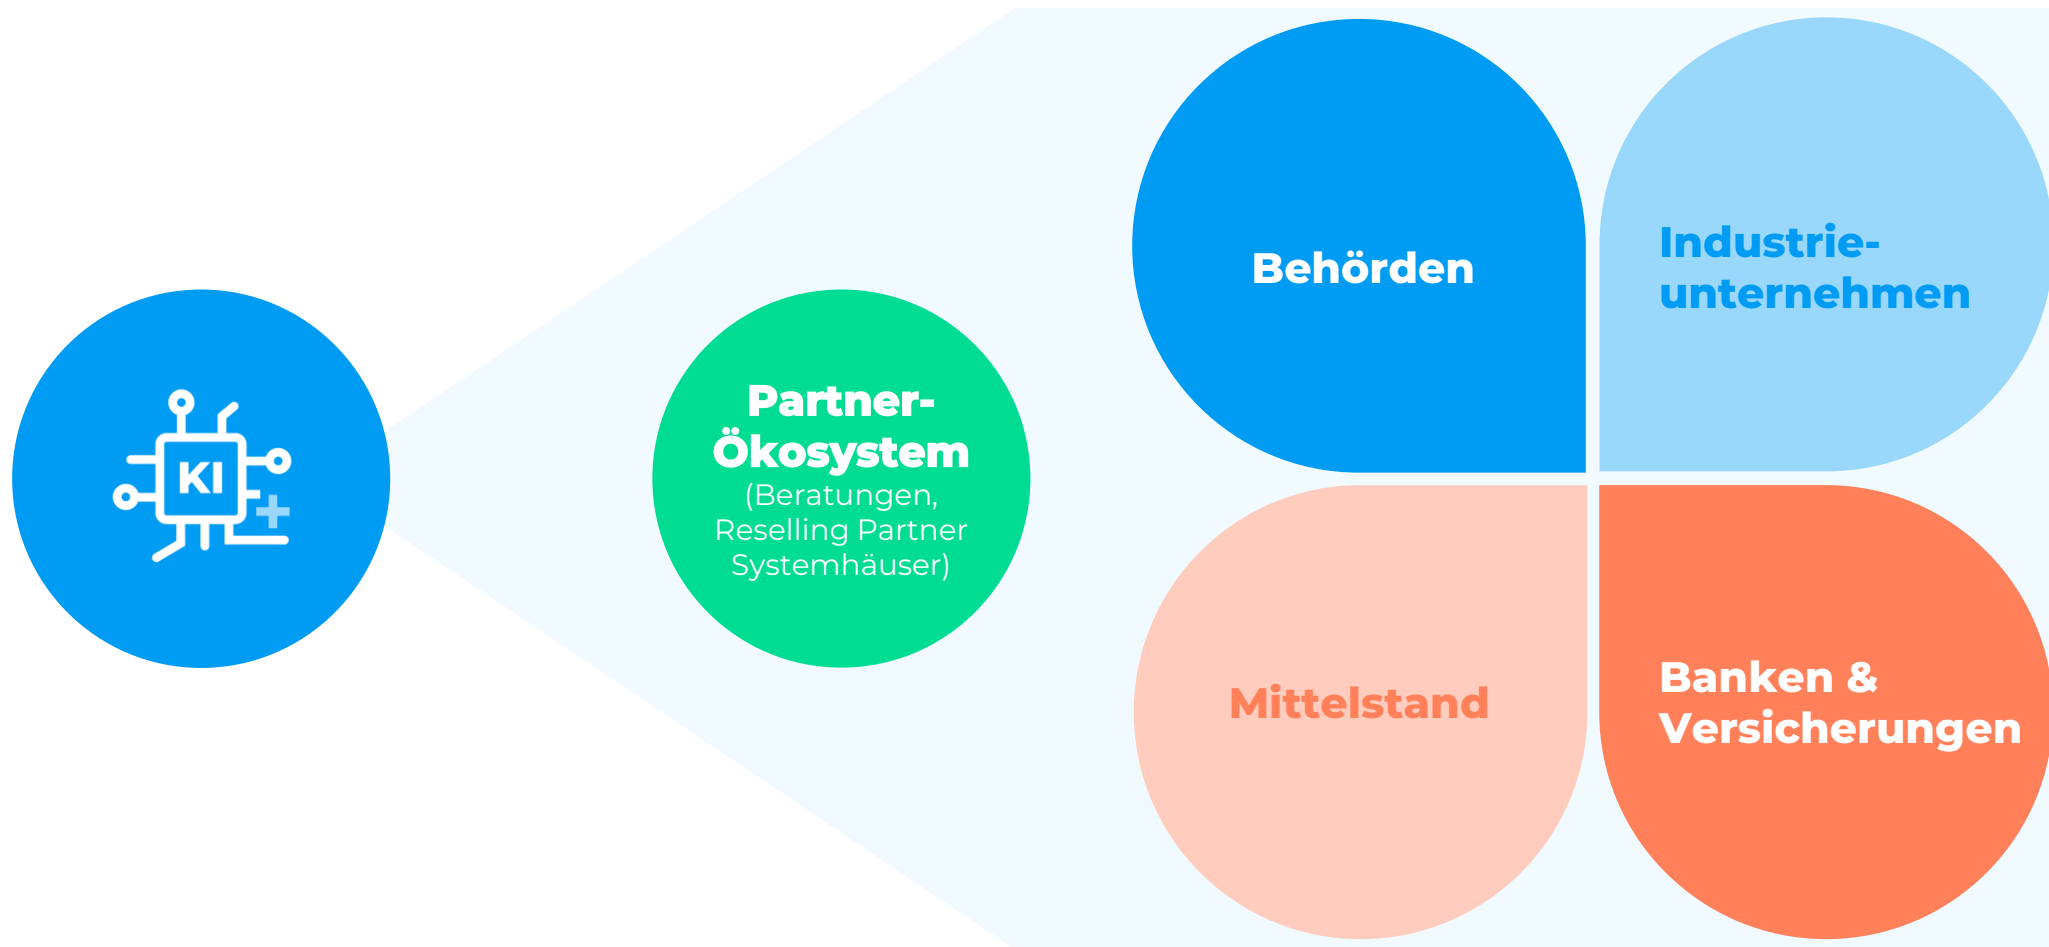 KI
Partner-
Ökosystem
(Beratungen,
Reselling Partner
Systemhäuser)
Behörden
Industrie-
unternehmen
Mittelstand
Banken &
Versicherungen